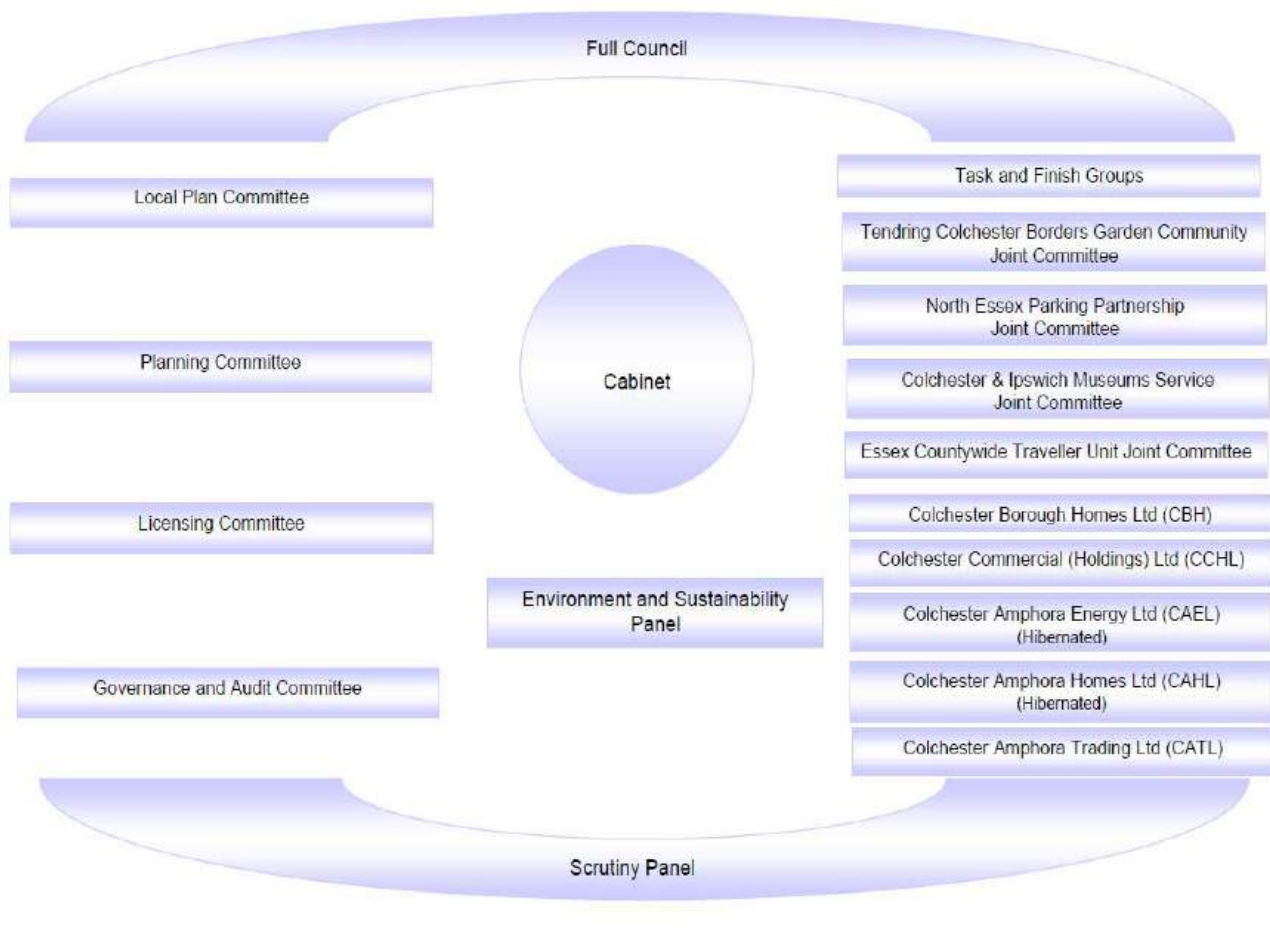 Full Council
Local Plan Committee
Planning Committee
Licensing Committee
Governance and Audit Committee
Cabinet
Environment and Sustainability
Panel
Task and Finish Groups
Tendring Colchester Borders Garden Community
Joint Committee
North Essex Parking Partnership
Joint Committee
Colchester & Ipswich Museums Service
Joint Committee
Essex Countywide Traveller Unit Joint Committee
Colchester Borough Homes Ltd (CBH)
Colchester Commercial (Holdings) Ltd (CCHL)
Colchester Amphora Energy Ltd (CAEL)
(Hibernated)
Colchester Amphora Homes Ltd (CAHL)
(Hibernated)
Colchester Amphora Trading Ltd (CATL)
Scrutiny Panel